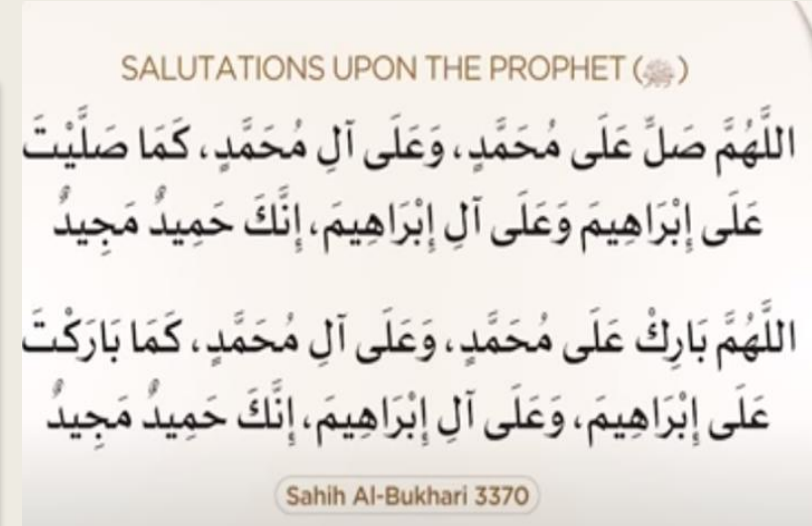 SALUTATIONS UPON THE PROPHET (ﷺ)
اللَّهُمَّ صَلِّ عَلَى مُحَمَّدٍ، وَعَلَى آلِ مُحَمَّدٍ، كَمَا صَلَّيْتَ
عَلَى إِبْرَاهِيمَ وَعَلَى آلِ إِبْرَاهِيمَ، إِنَّكَ حَمِيدٌ مَجِيدٌ
اللَّهُمَّ بَارِكْ عَلَى مُحَمَّدٍ، وَعَلَى آلِ مُحَمَّدٍ، كَمَا بَارَكْتَ
عَلَى إِبْرَاهِيمَ، وَعَلَى آلِ إِبْرَاهِيمَ، إِنَّكَ حَمِيدٌ مَجِيدٌ
Sahih Al-Bukhari 3370